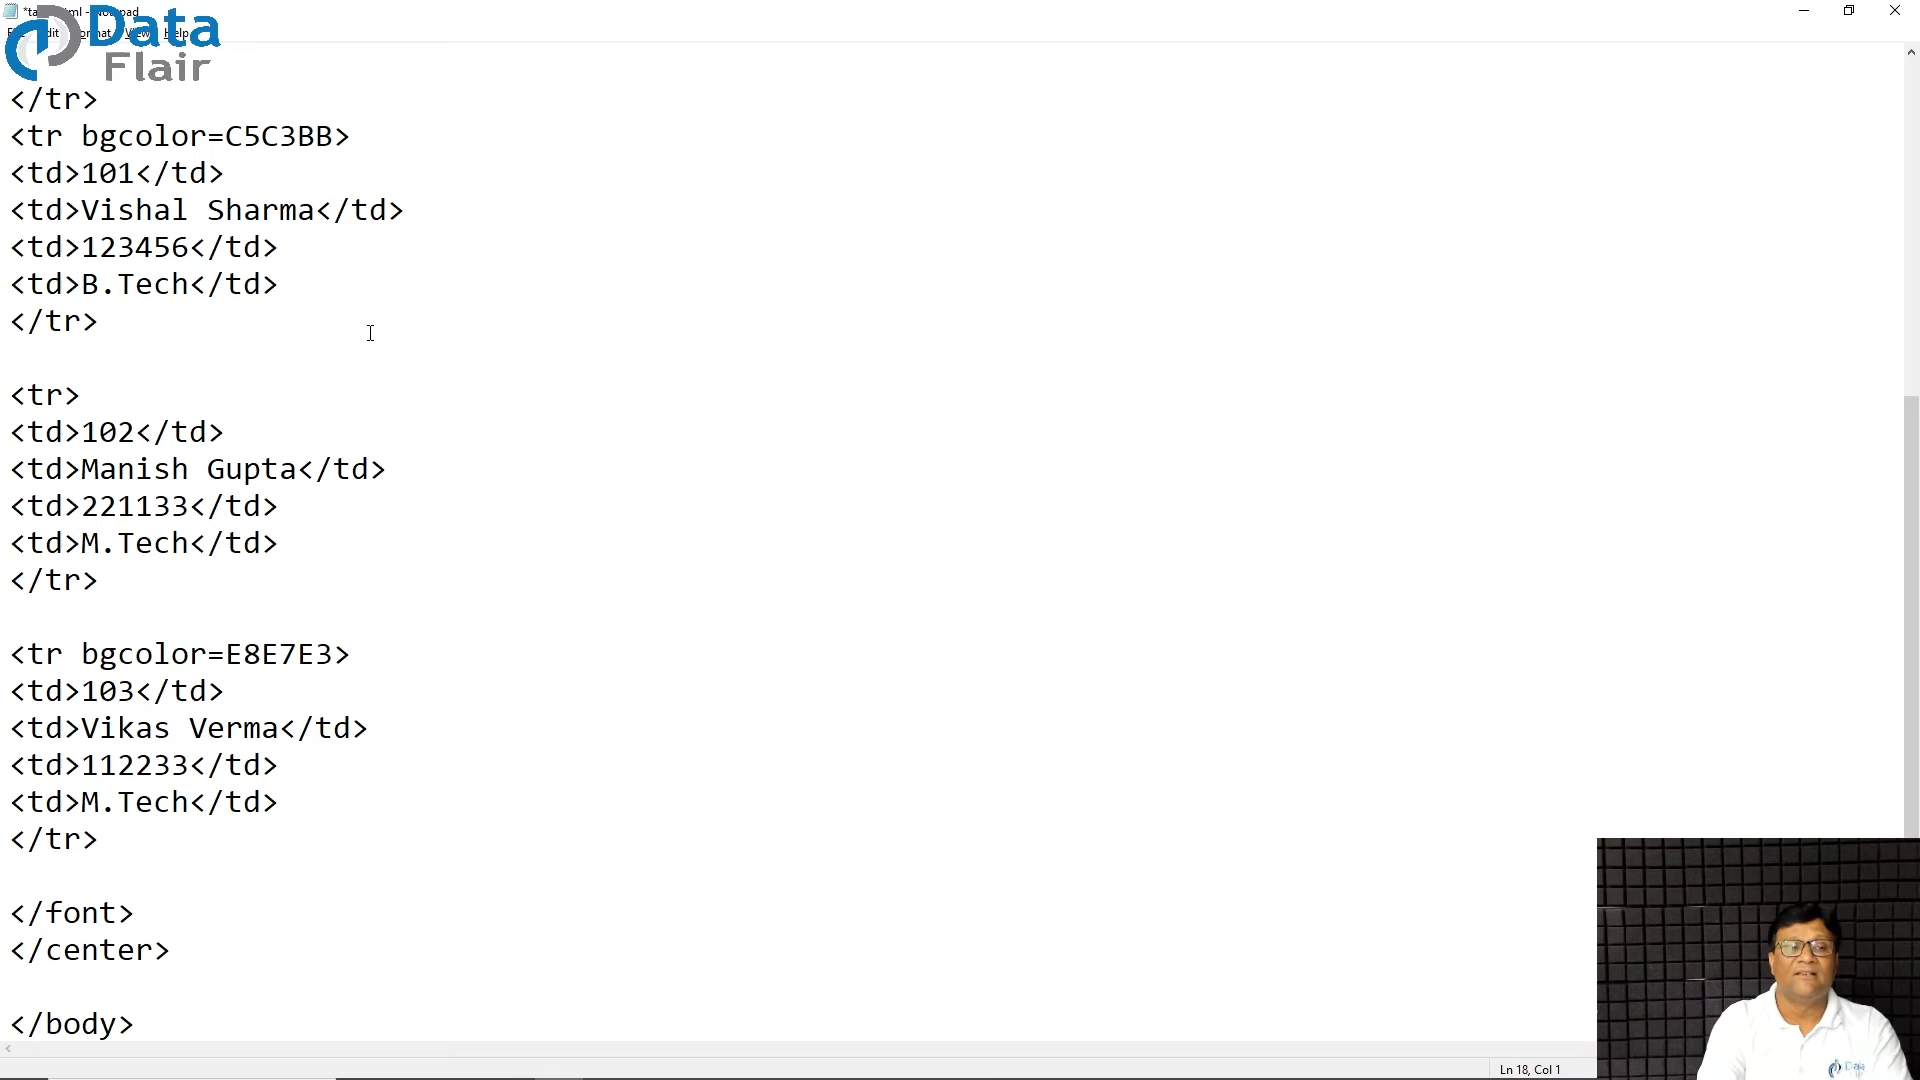 Data
Flair
</tr>
<tr bgcolor=C5C3BB>
<td>101</td>
<td>Vishal Sharma</td>
<td>123456</td>
<td>B.Tech</td>
</tr>
<tr>
<td>102</td>
<td>Manish Gupta</td>
<td>221133</td>
<td>M.Tech</td>
</tr>
<tr bgcolor=E8E7E3>
<td>103</td>
<td>Vikas Verma</td>
<td>112233</td>
<td>M.Tech</td>
</tr>
</font>
</center>
</body>
Ln 18, Col 1
Data